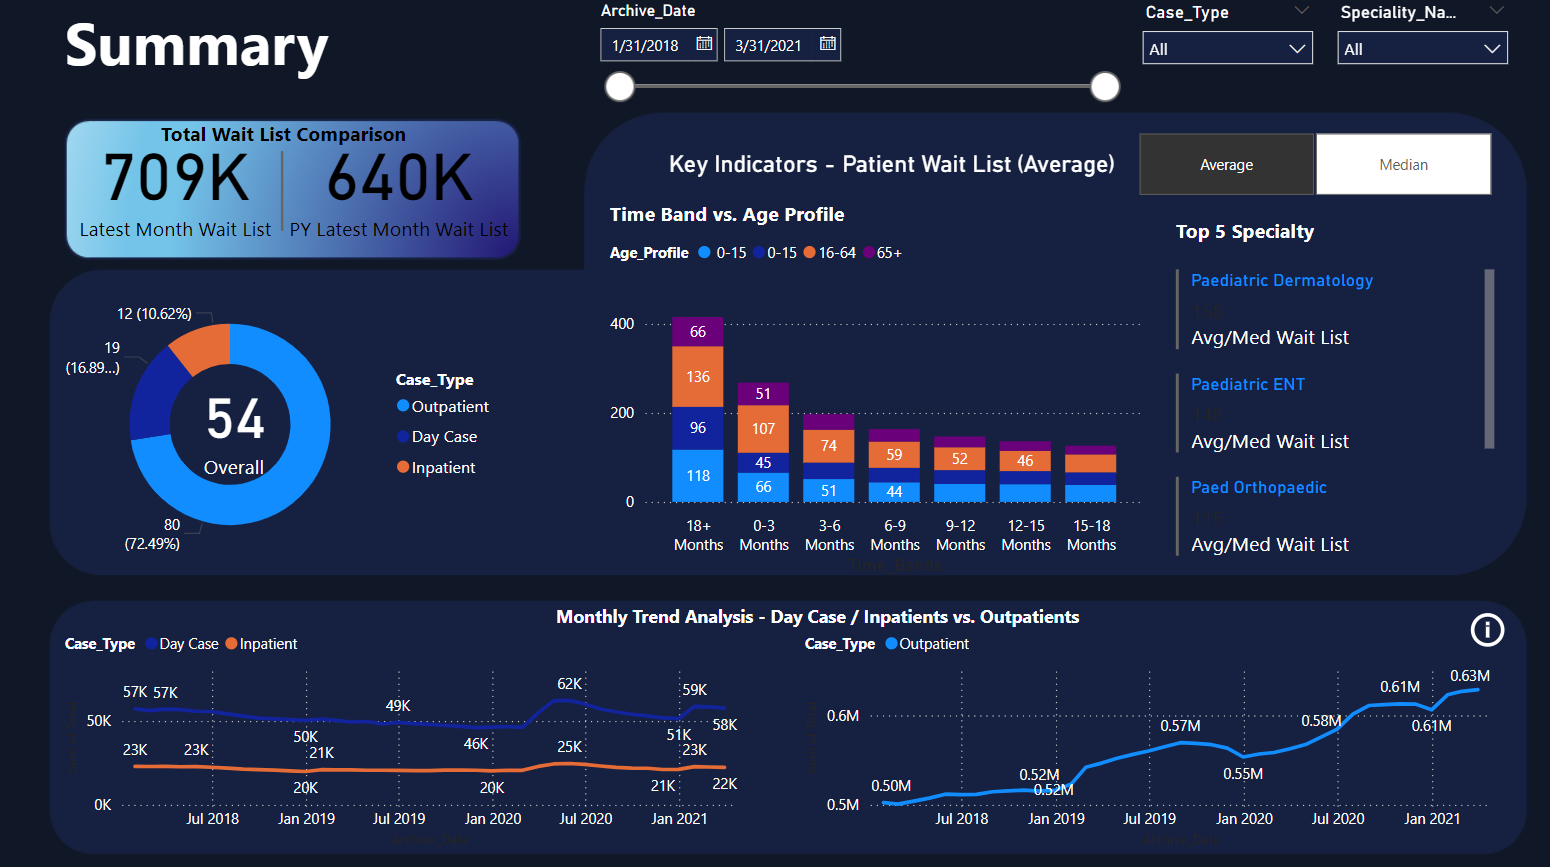 Summary
Archive_Date
1/31/2018
3/31/2021
Case_Type
All
Speciality_Na...
All
Total Wait List Comparison
709K
Latest Month Wait List
640K
PY Latest Month Wait List
Key Indicators - Patient Wait List (Average)
Average
Median
12 (10.62%)
19
(16.89...)
54
Overall
80
(72.49%)
Case_Type
Outpatient
Day Case
Inpatient
Time Band vs. Age Profile
Age_Profile 0-15 0-15 16-64 65+
400
200
0
66
136
96
118
51
107
45
66
74
51
59
44
52
46
18+
Months
0-3
Months
3-6
Months
6-9
Months
9-12
Months
12-15
Months
15-18
Months
Time_Bands
Top 5 Specialty
Paediatric Dermatology
Avg/Med Wait List
Paediatric ENT
Avg/Med Wait List
Paed Orthopaedic
Avg/Med Wait List
Monthly Trend Analysis - Day Case / Inpatients vs. Outpatients
Case_Type Day Case Inpatient
50K
0K
57K
57K
50K
49K
46K
62K
51K
59K
58K
23K
23K
20K
21K
20K
25K
21K
23K
22K
Jul 2018
Jan 2019
Jul 2019
Jan 2020
Jul 2020
Jan 2021
Archive_Date
Case_Type Outpatient
0.6M
0.5M
0.50M
0.52M
0.52M
0.57M
0.55M
0.58M
0.61M
0.61M
0.63M
Jul 2018
Jan 2019
Jul 2019
Jan 2020
Jul 2020
Jan 2021
Archive_Date